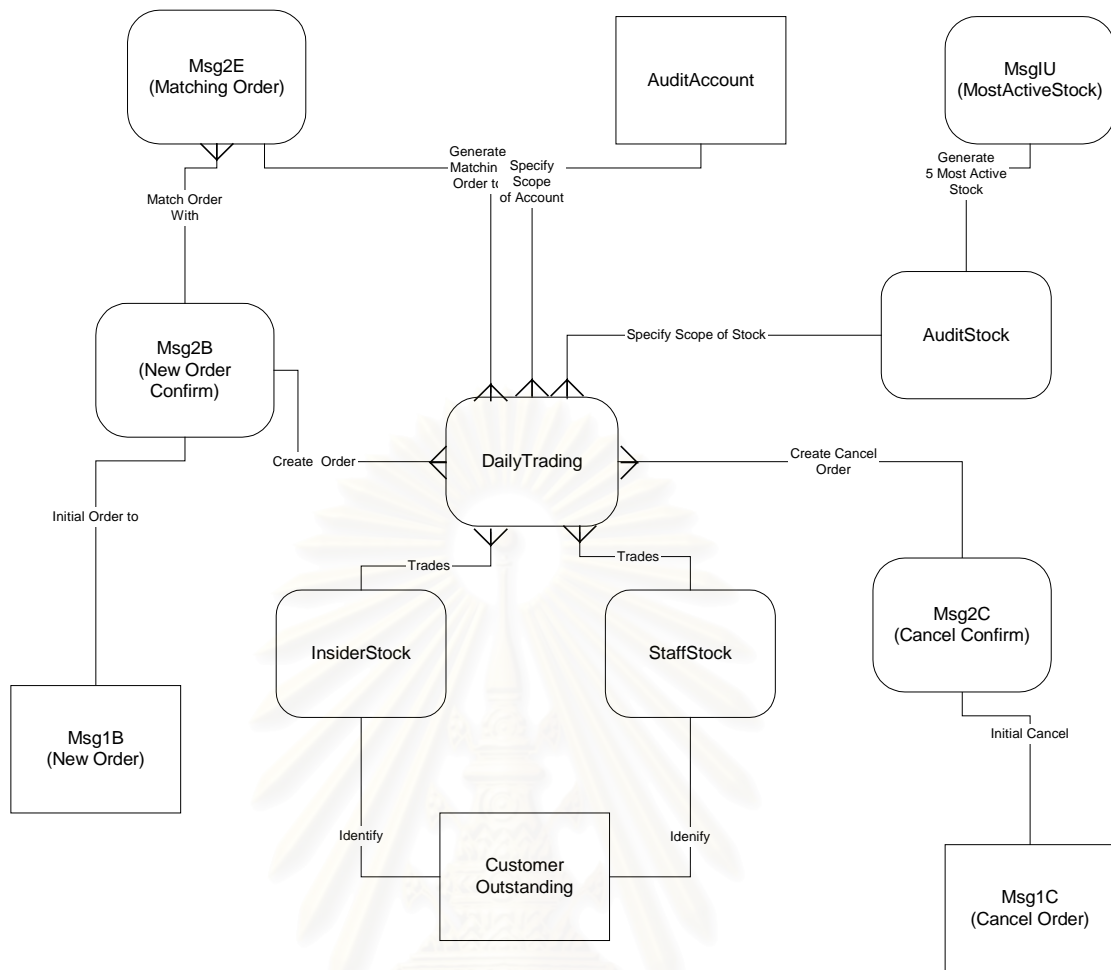 Msg2E
(Matching Order)
AuditAccount
MsgIU
(MostActiveStock)
Generate
Matchin
Order to
Specify
Scope
of Account
Generate
5 Most Active
Stock
Match Order
With
Msg2B
(New Order
Confirm)
Specify Scope of Stock
AuditStock
Create Order
DailyTrading
Create Cancel
Order
Initial Order to
Trades
Trades
InsiderStock
StaffStock
Msg2C
(Cancel Confirm)
Msg1B
(New Order)
Initial Cancel
Identify
Idenify
Customer
Outstanding
Msg1C
(Cancel Order)